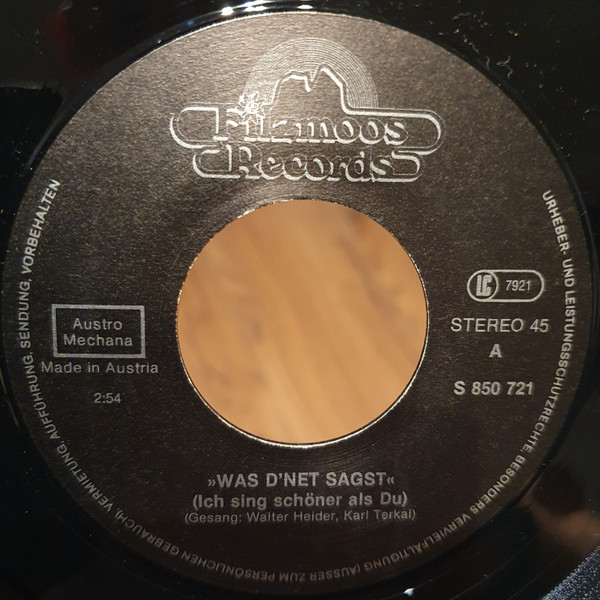 Filzmoos
Records
URHEBER- UND LEISTUNGSSCHUTZRECHTE, BESONDERS VERVIELFÄLTIGUNG (AUSSER ZUM PERSÖNLICHEN GEBRAUCH), VERMIETUNG, AUFFÜHRUNG, SENDUNG, VORBEHALTEN
LC 7921
Austro
Mechana
Made in Austria
2:54
STEREO 45
A
S 850 721
»WAS D'NET SAGST«
(Ich sing schöner als Du)
(Gesang: Walter Heider, Karl Terkal)